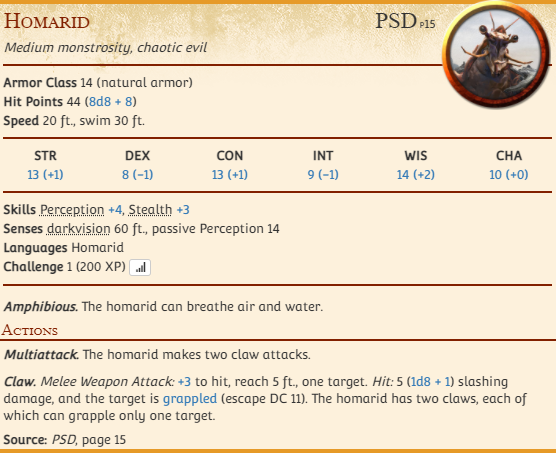 Homarid
PSD P15
Medium monstrosity, chaotic evil
Armor Class 14 (natural armor)
Hit Points 44 (8d8 + 8)
Speed 20 ft., swim 30 ft.
STR DEX CON INT WIS CHA
13 (+1) 8 (−1) 13 (+1) 9 (−1) 14 (+2) 10 (+0)
Skills Perception +4, Stealth +3
Senses darkvision 60 ft., passive Perception 14
Languages Homarid
Challenge 1 (200 XP)
Amphibious. The homarid can breathe air and water.
Actions
Multiattack. The homarid makes two claw attacks.
Claw. Melee Weapon Attack: +3 to hit, reach 5 ft., one target. Hit: 5 (1d8 + 1) slashing
damage, and the target is grappled (escape DC 11). The homarid has two claws, each of
which can grapple only one target.
Source: PSD, page 15